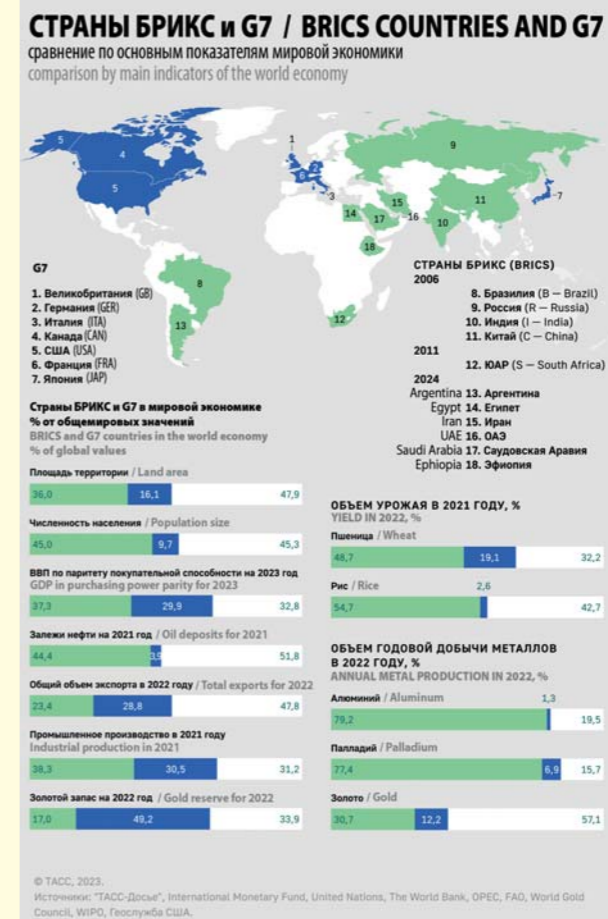 СТРАНЫ БРИКС и G7 / BRICS COUNTRIES AND G7
сравнение по основным показателям мировой экономики
comparison by main indicators of the world economy
5
4
5
1
2
6
3
7
9
11
15
14
17
16
10
18
8
13
12
G7
1. Великобритания (GB)
2. Германия (GER)
3. Италия (ITA)
4. Канада (CAN)
5. США (USA)
6. Франция (FRA)
7. Япония (JAP)
СТРАНЫ БРИКС (BRICS)
2006
8. Бразилия (B — Brazil)
9. Россия (R — Russia)
10. Индия (I — India)
11. Китай (C — China)
2011
12. ЮАР (S — South Africa)
2024
Argentina 13. Аргентина
Egypt 14. Египет
Iran 15. Иран
UAE 16. ОАЭ
Saudi Arabia 17. Саудовская Аравия
Ephiopia 18. Эфиопия
Страны БРИКС и G7 в мировой экономике
% от общемировых значений
BRICS and G7 countries in the world economy
% of global values
Площадь территории / Land area
36,0 16,1 47,9
Численность населения / Population size
45,0 9,7 45,3
ВВП по паритету покупательной способности на 2023 год
GDP in purchasing power parity for 2023
37,3 29,9 32,8
Залежи нефти на 2021 год / Oil deposits for 2021
44,4 3,9 51,8
Общий объем экспорта в 2022 году / Total exports for 2022
23,4 28,8 47,8
Промышленное производство в 2021 году
Industrial production in 2021
38,3 30,5 31,2
Золотой запас на 2022 год / Gold reserve for 2022
17,0 49,2 33,9
ОБЪЕМ УРОЖАЯ В 2021 ГОДУ, %
YIELD IN 2022, %
Пшеница / Wheat
48,7 19,1 32,2
Рис / Rice 2,6
54,7 42,7
ОБЪЕМ ГОДОВОЙ ДОБЫЧИ МЕТАЛЛОВ
В 2022 ГОДУ, %
ANNUAL METAL PRODUCTION IN 2022, %
Алюминий / Aluminum 1,3
79,2 19,5
Палладий / Palladium
77,4 6,9 15,7
Золото / Gold
30,7 12,2 57,1
© ТАСС, 2023.
Источники: "ТАСС-Досье", International Monetary Fund, United Nations, The World Bank, OPEC, FAO, World Gold
Council, WIPO, Геослужба США.